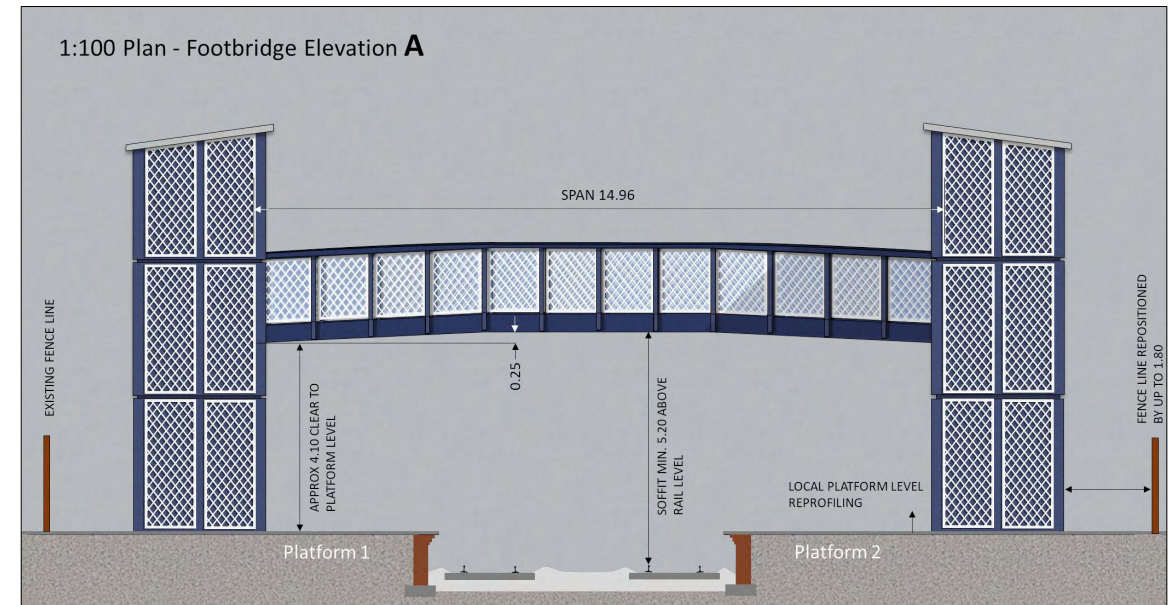 1:100 Plan - Footbridge Elevation A
SPAN 14.96
EXISTING FENCE LINE
APPROX 4.10 CLEAR TO
PLATFORM LEVEL
0.25
SOFFIT MIN. 5.20 ABOVE
RAIL LEVEL
LOCAL PLATFORM LEVEL
REPROFILING
FENCE LINE REPOSITIONED
BY UP TO 1.80
Platform 1
Platform 2